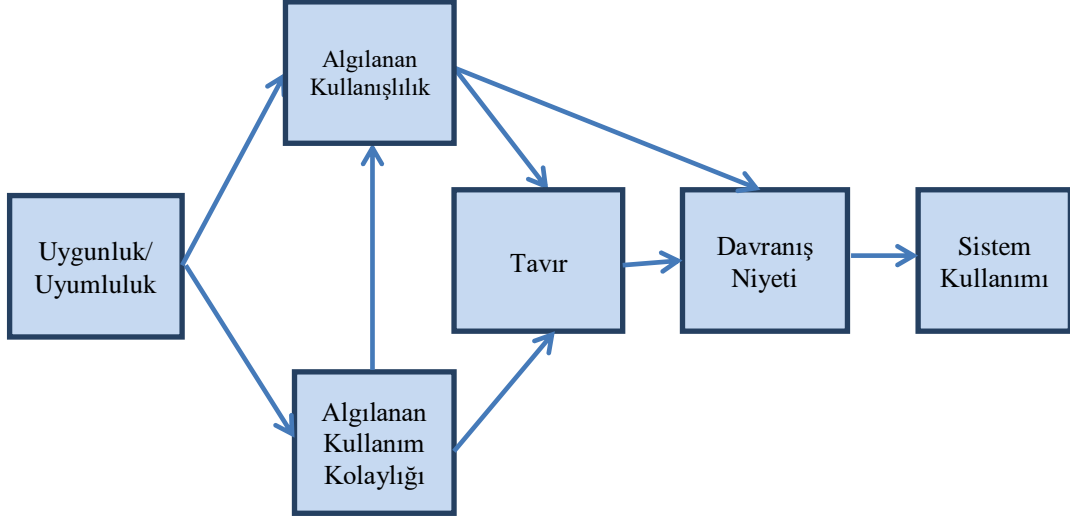 Algılanan
Kullanışlılık
Uygunluk/
Uyumluluk
Tavır
Davranış
Niyeti
Sistem
Kullanımı
Algılanan
Kullanım
Kolaylığı